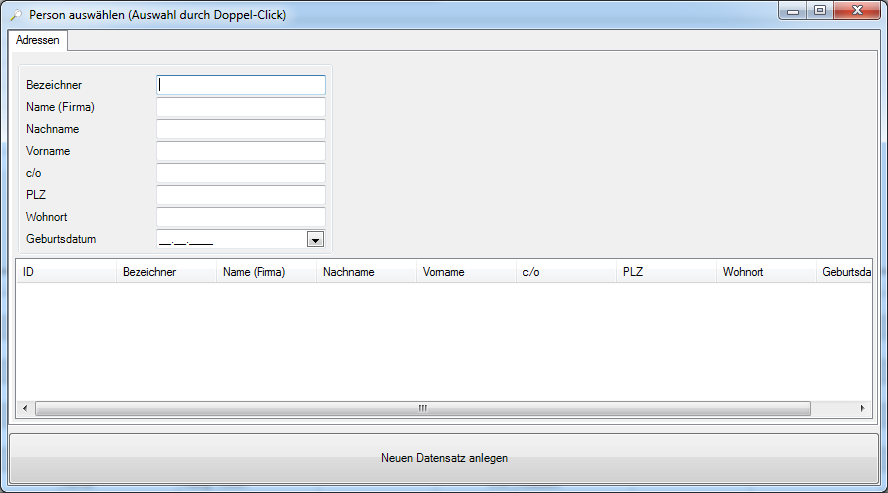 Person auswählen (Auswahl durch Doppel-Click)
Adressen
Bezeichner
Name (Firma)
Nachname
Vorname
c/o
PLZ
Wohnort
Geburtsdatum __.__.____
ID Bezeichner Name (Firma) Nachname Vorname c/o PLZ Wohnort Geburtsda
Neuen Datensatz anlegen